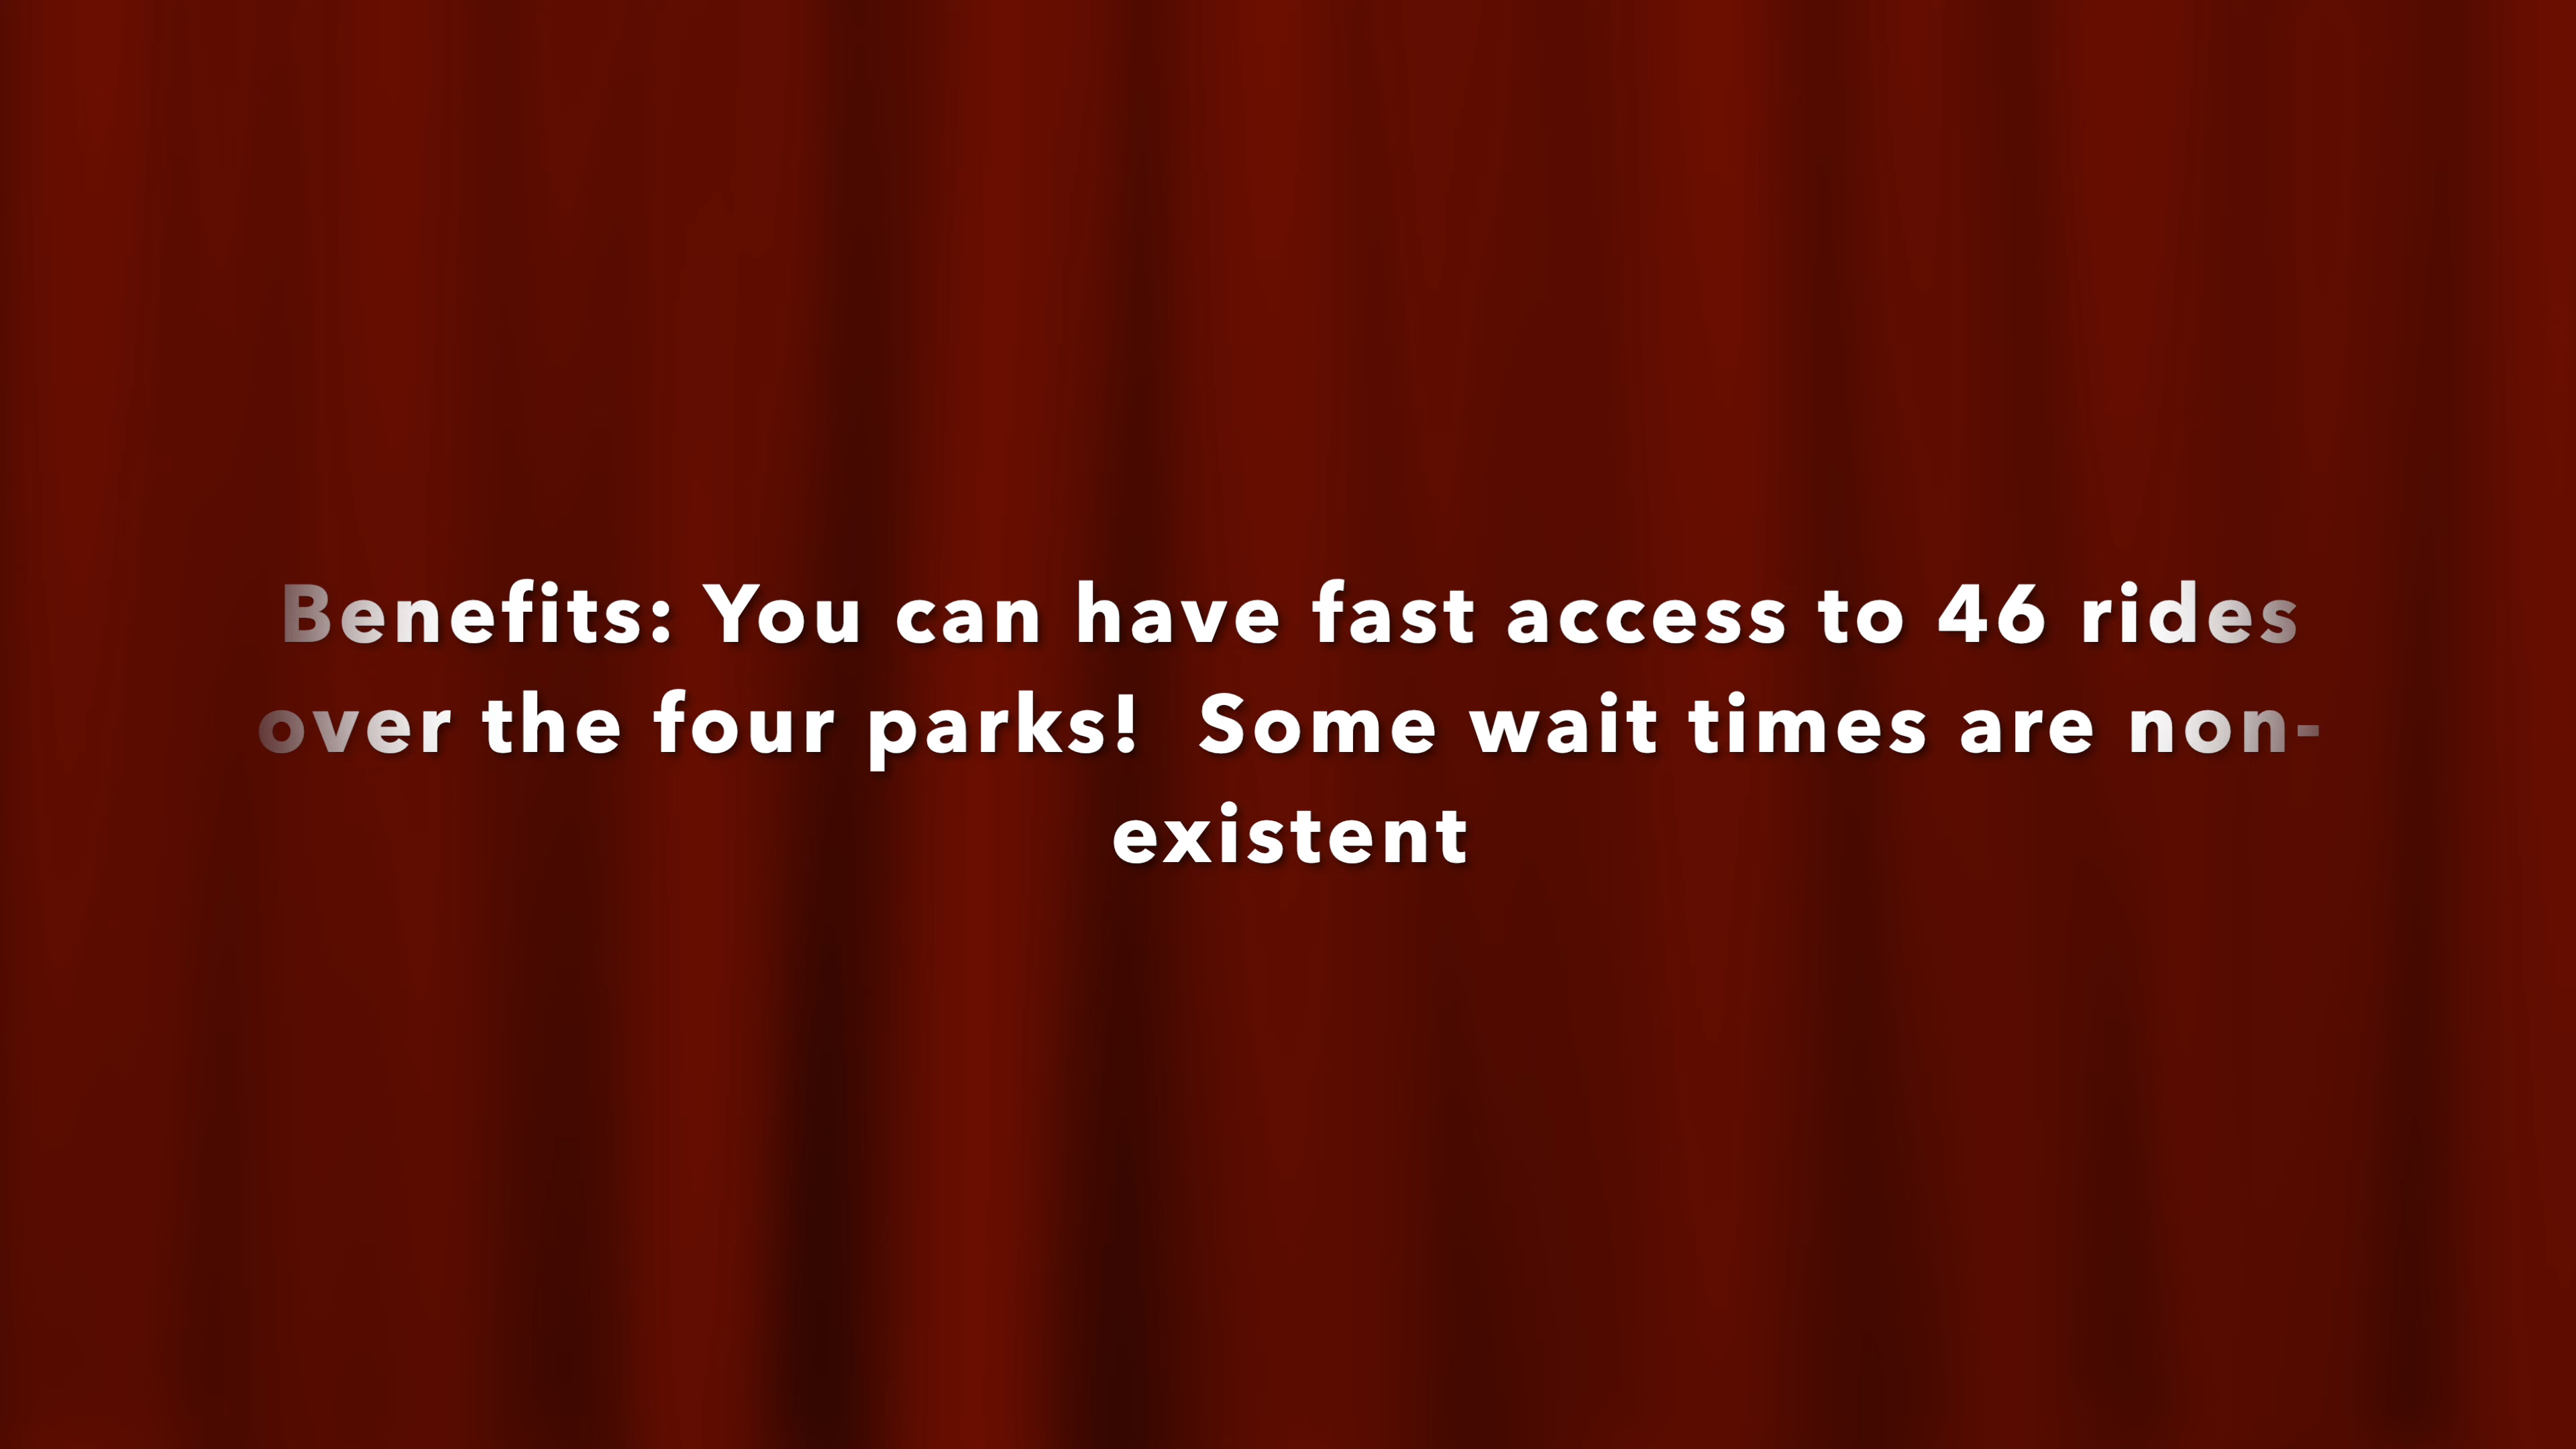 Benefits: You can have fast access to 46 rides
over the four parks!  Some wait times are non-
existent